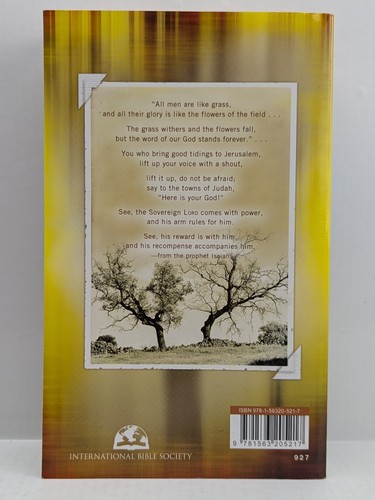 "All men are like grass,
and all their glory is like the flowers of the field . . .
The grass withers and the flowers fall,
but the word of our God stands forever." . . .
You who bring good tidings to Jerusalem,
lift up your voice with a shout,
lift it up, do not be afraid;
say to the towns of Judah,
"Here is your God!"
See, the Sovereign LORD comes with power,
and his arm rules for him.
See, his reward is with him,
and his recompense accompanies him.
—from the prophet Isaiah
ISBN 978-1-56320-521-7
9 781563 205217
INTERNATIONAL BIBLE SOCIETY
927